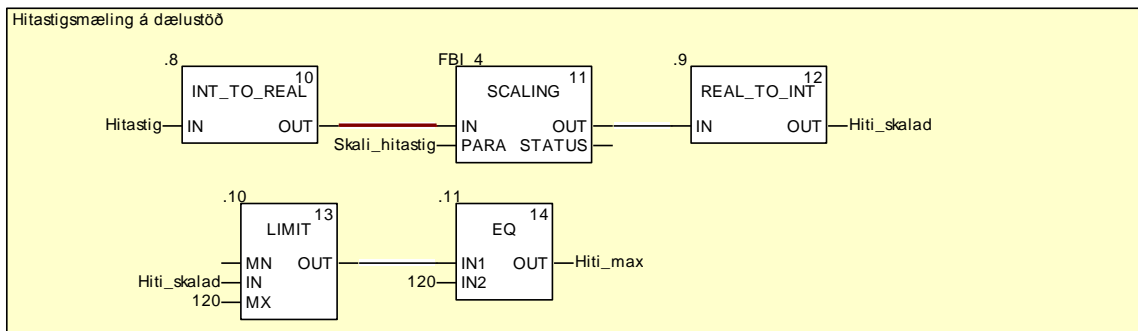 Hitastigsmæling á dælustöð
.8 FBI_4 .9
10 11 12
INT_TO_REAL SCALING REAL_TO_INT
Hitastig IN OUT IN OUT IN OUT Hiti_skalad
Skali_hitastig PARA STATUS
.10 .11
13 14
LIMIT EQ
MN OUT IN1 OUT Hiti_max
Hiti_skalad IN 120 IN2
120 MX